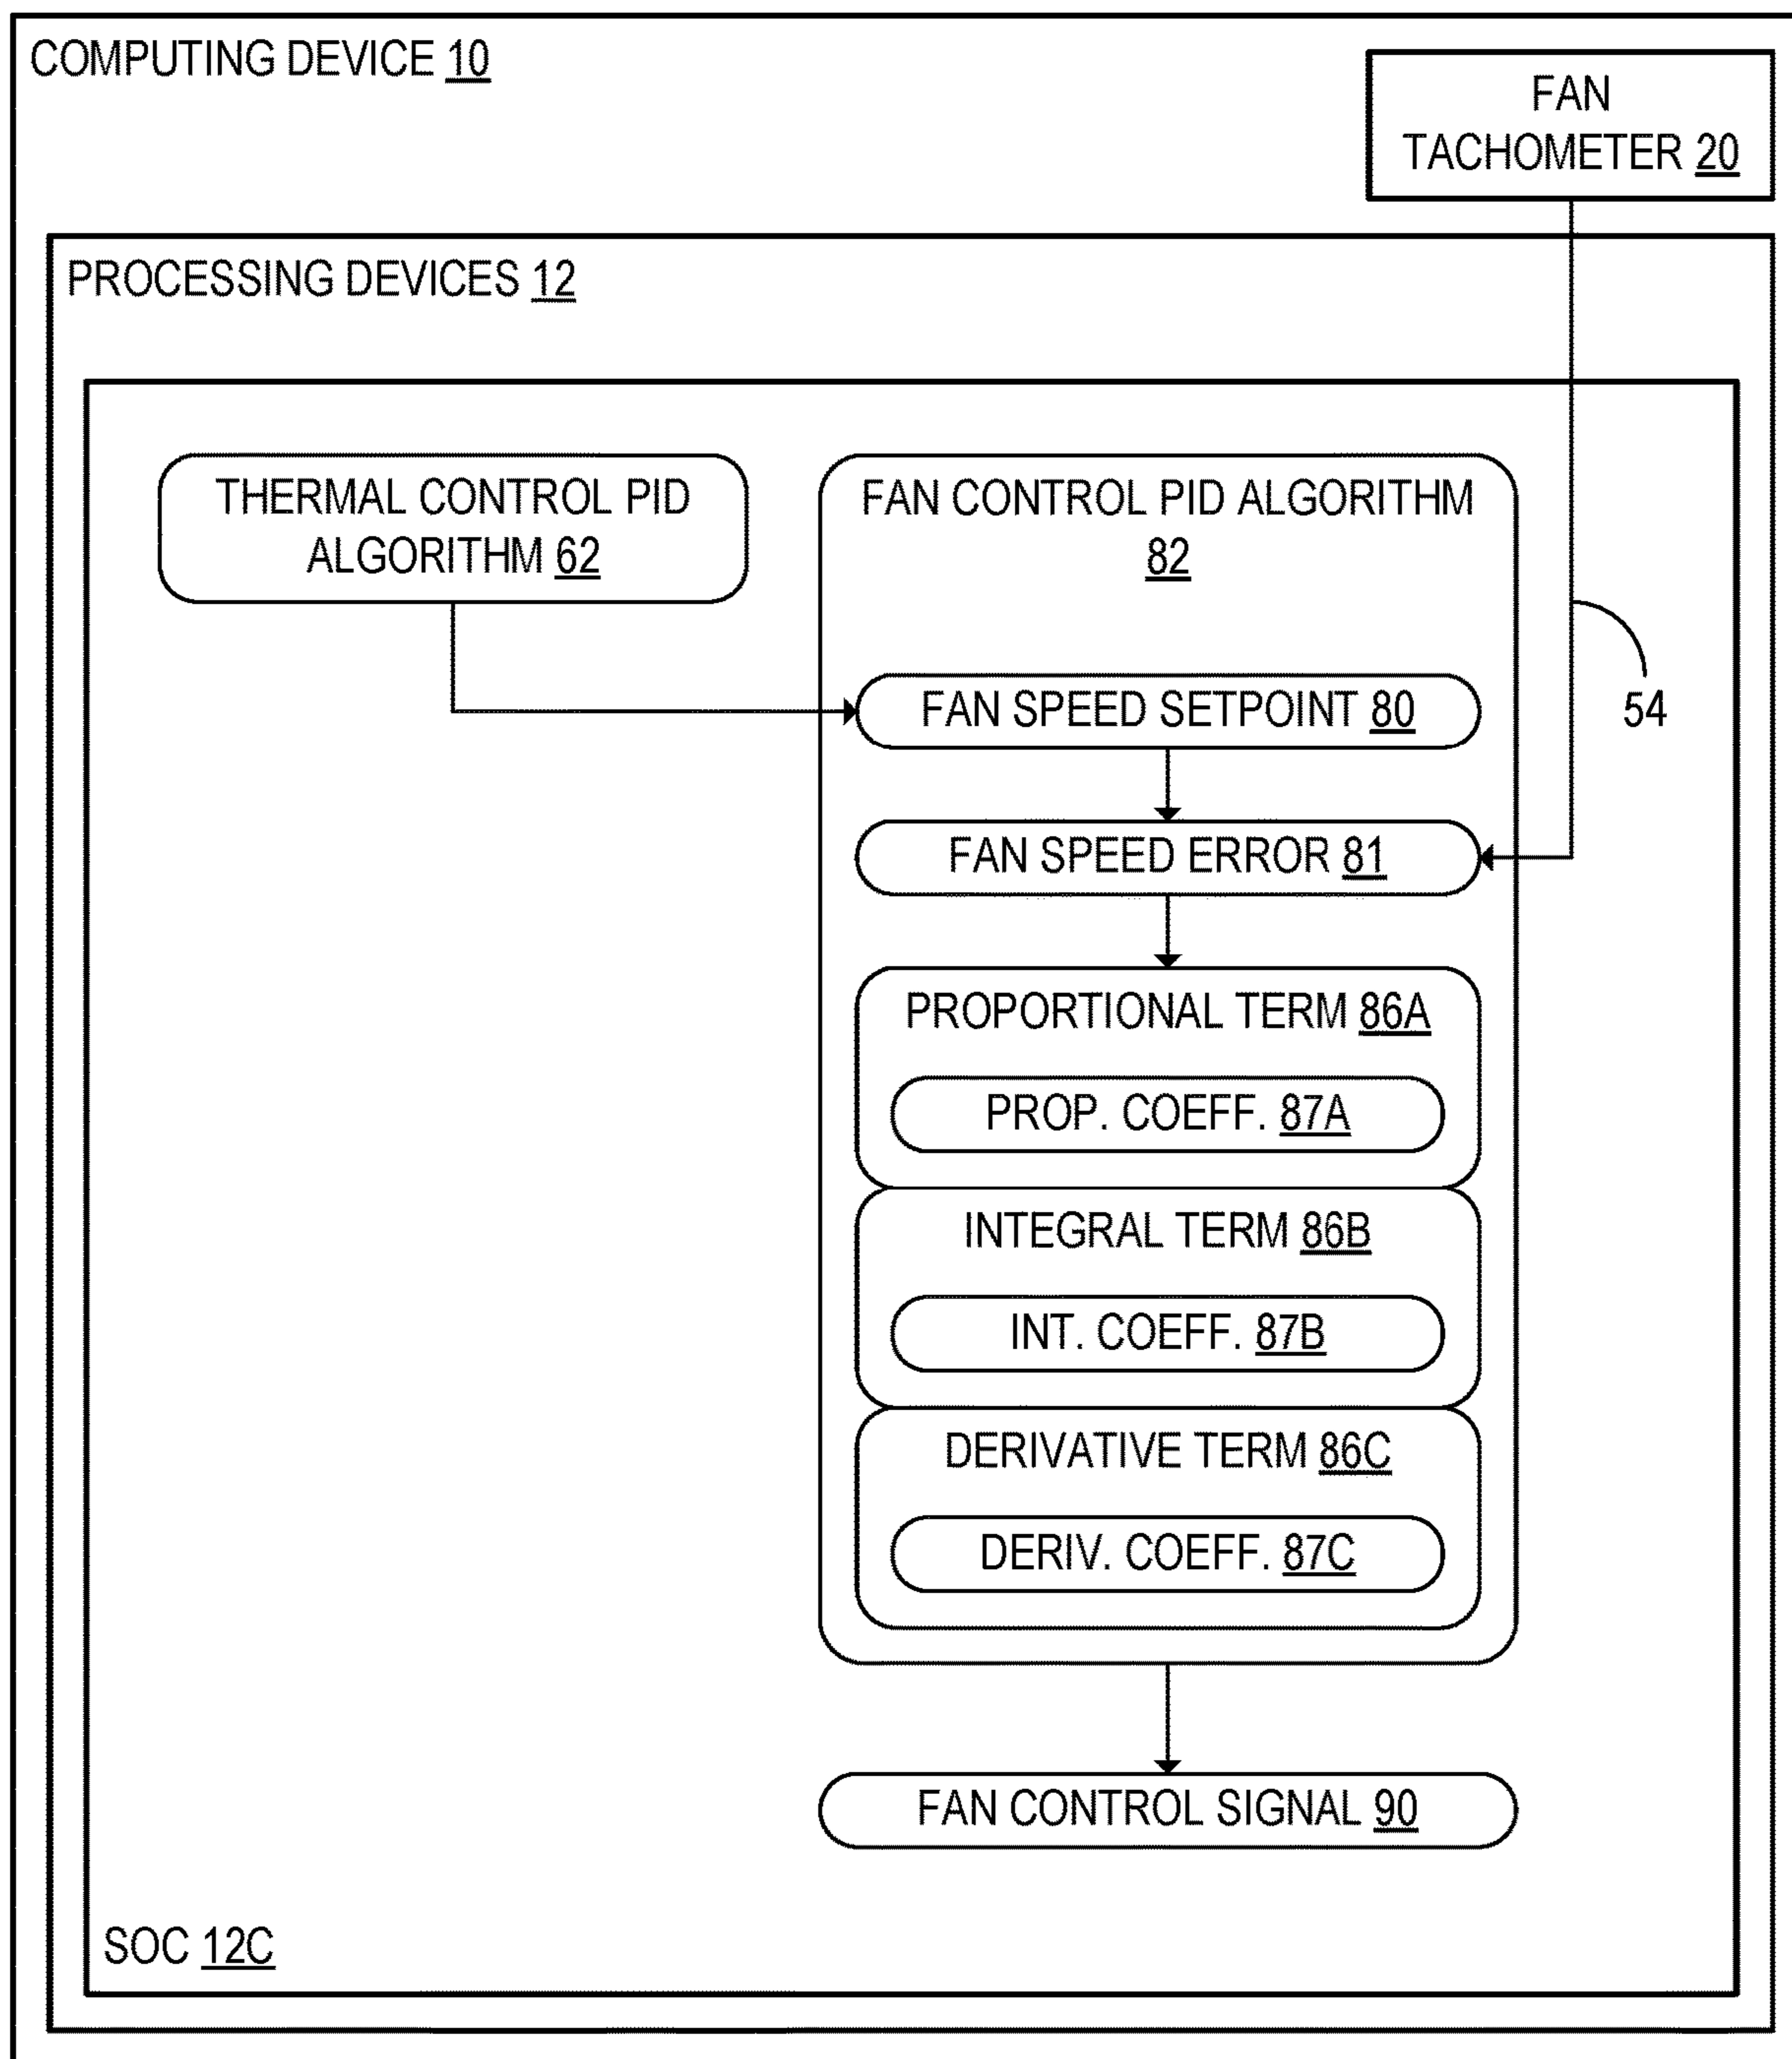 COMPUTING DEVICE 10
FAN
TACHOMETER 20
PROCESSING DEVICES 12
THERMAL CONTROL PID
ALGORITHM 62
FAN CONTROL PID ALGORITHM
82
FAN SPEED SETPOINT 80
54
FAN SPEED ERROR 81
PROPORTIONAL TERM 86A
PROP. COEFF. 87A
INTEGRAL TERM 86B
INT. COEFF. 87B
DERIVATIVE TERM 86C
DERIV. COEFF. 87C
FAN CONTROL SIGNAL 90
SOC 12C